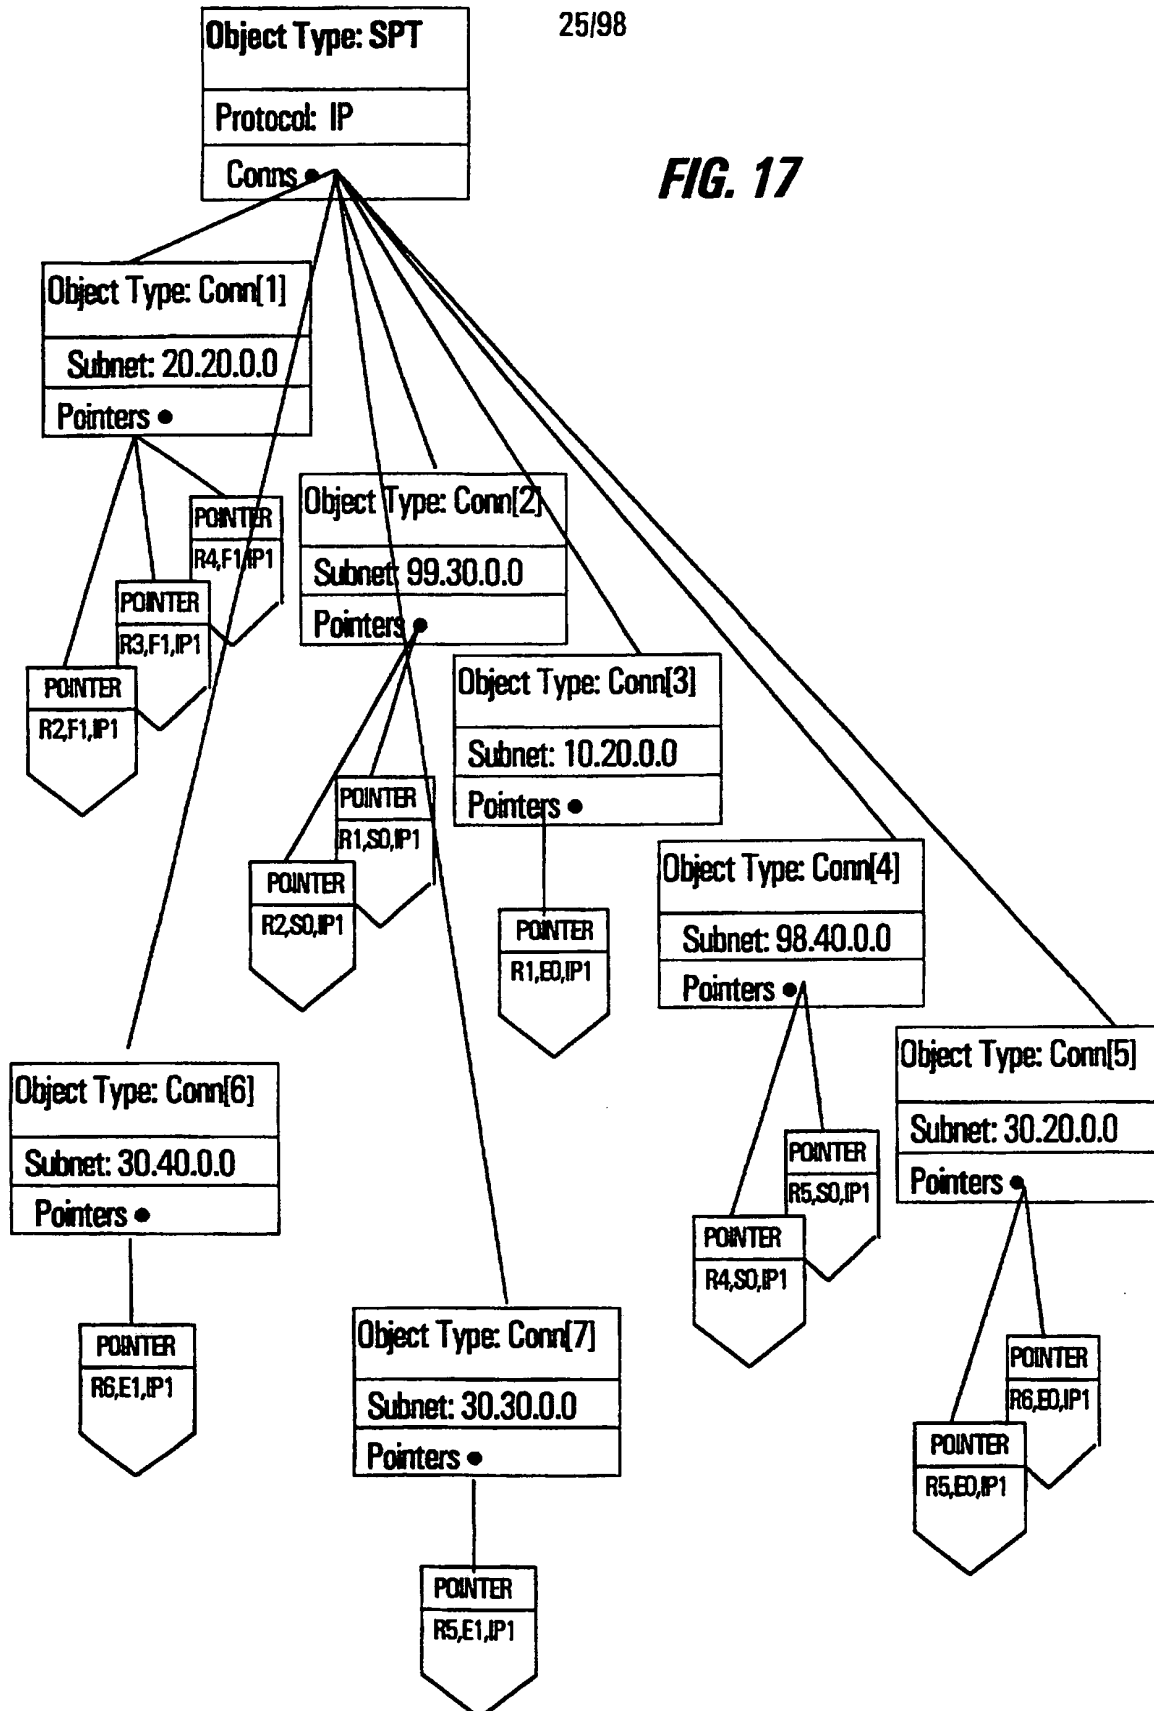 25/98
Object Type: SPT
Protocol: IP
Conns
FIG. 17
Object Type: Conn[1]
Subnet: 20.20.0.0
Pointers
POINTER
R4,F1,IP1
POINTER
R3,F1,IP1
POINTER
R2,F1,IP1
Object Type: Conn[2]
Subnet: 99.30.0.0
Pointers
POINTER
R1,S0,IP1
POINTER
R2,S0,IP1
Object Type: Conn[3]
Subnet: 10.20.0.0
Pointers
POINTER
R1,E0,IP1
Object Type: Conn[4]
Subnet: 98.40.0.0
Pointers
POINTER
R5,S0,IP1
POINTER
R4,S0,IP1
Object Type: Conn[5]
Subnet: 30.20.0.0
Pointers
POINTER
R6,E0,IP1
POINTER
R5,E0,IP1
Object Type: Conn[6]
Subnet: 30.40.0.0
Pointers
POINTER
R6,E1,IP1
Object Type: Conn[7]
Subnet: 30.30.0.0
Pointers
POINTER
R5,E1,IP1